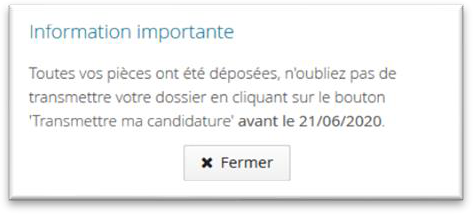 Information importante
Toutes vos pièces ont été déposées, n'oubliez pas de
transmettre votre dossier en cliquant sur le bouton
'Transmettre ma candidature' avant le 21/06/2020.
✖ Fermer